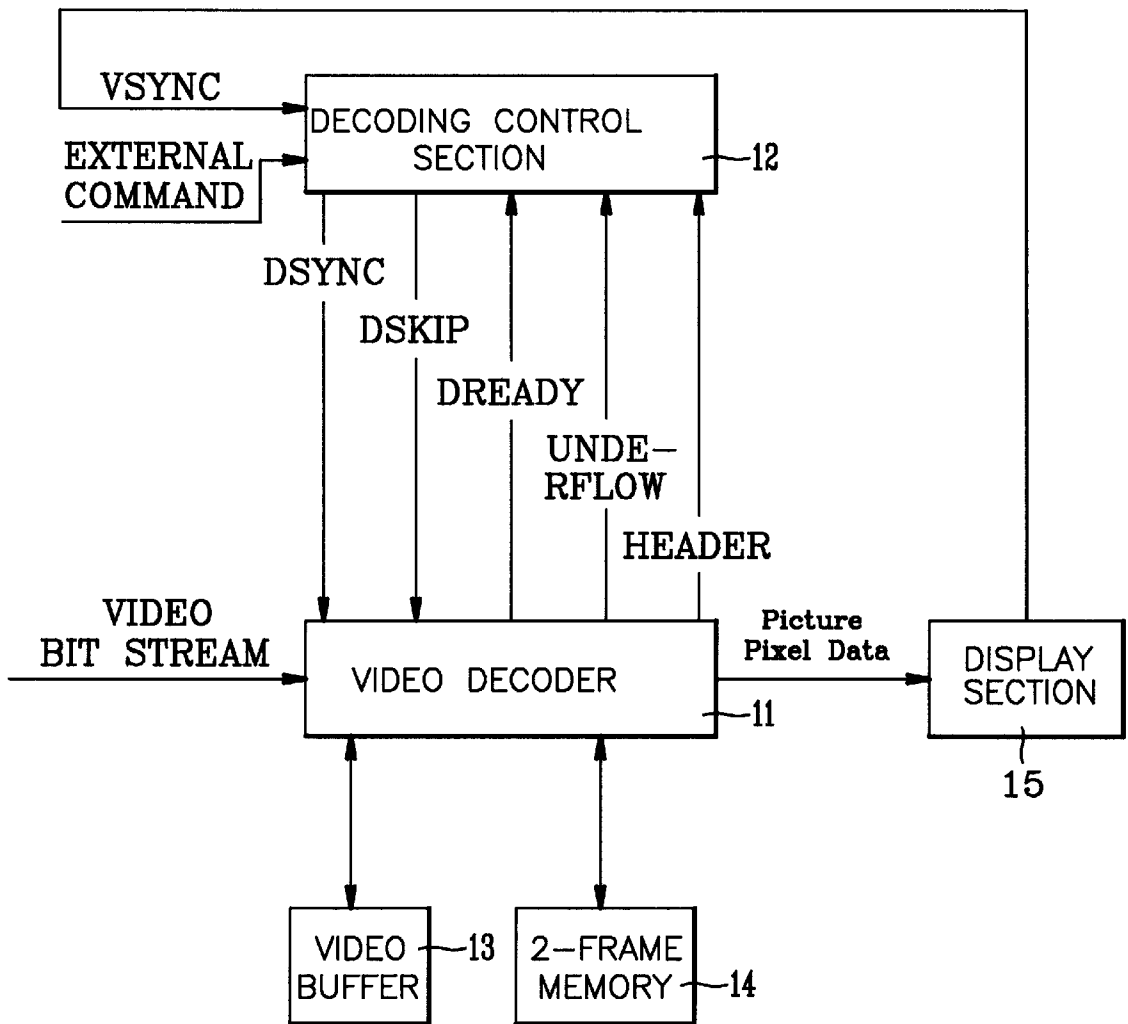 VSYNC
DECODING CONTROL
SECTION
12
EXTERNAL
COMMAND
DSYNC
DSKIP
DREADY
UNDE-
RFLOW
HEADER
VIDEO
BIT STREAM
VIDEO DECODER
11
Picture
Pixel Data
DISPLAY
SECTION
15
VIDEO
BUFFER
13
2-FRAME
MEMORY
14